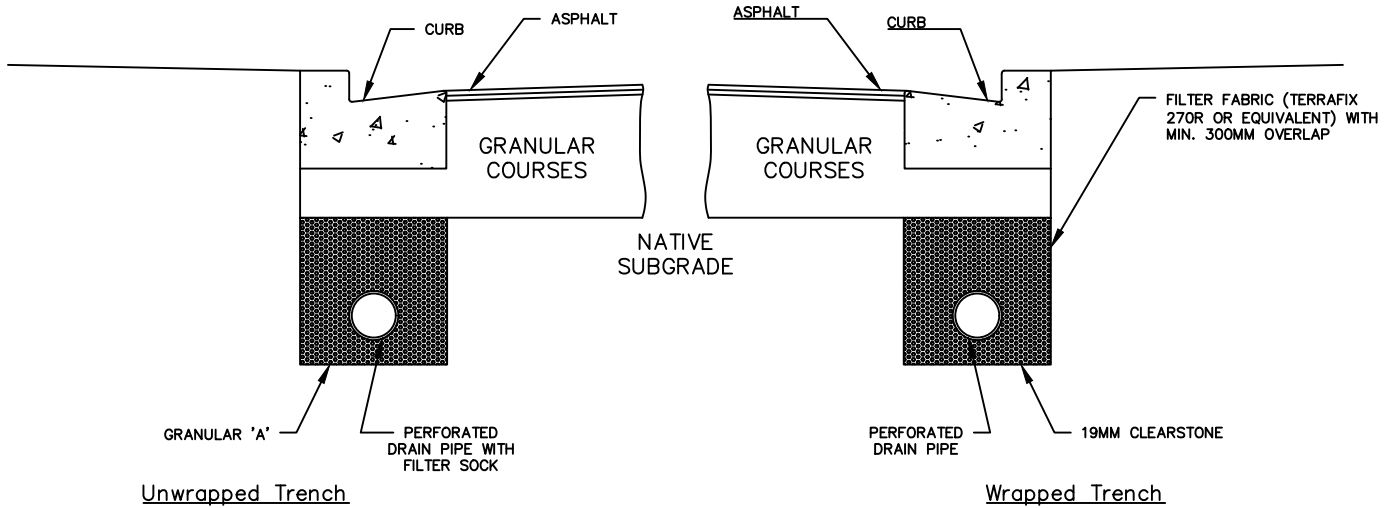 CURB
ASPHALT
ASPHALT
CURB
FILTER FABRIC (TERRAFIX
270R OR EQUIVALENT) WITH
MIN. 300MM OVERLAP
GRANULAR
COURSES
GRANULAR
COURSES
NATIVE
SUBGRADE
GRANULAR 'A'
PERFORATED
DRAIN PIPE WITH
FILTER SOCK
PERFORATED
DRAIN PIPE
19MM CLEARSTONE
Unwrapped Trench
Wrapped Trench